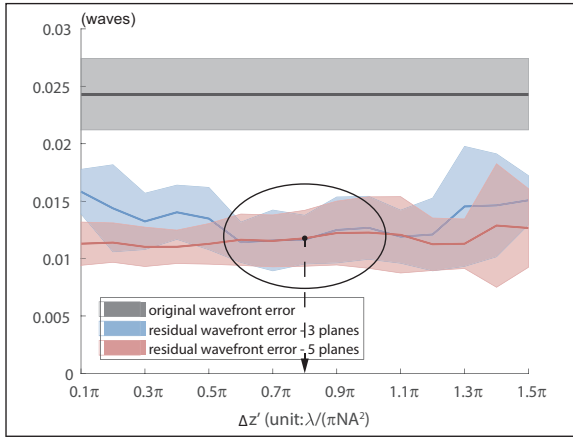 (waves)
0.03
0.025
0.02
0.015
0.01
0.005
0
original wavefront error
residual wavefront error - 3 planes
residual wavefront error - 5 planes
0.1π 0.3π 0.5π 0.7π 0.9π 1.1π 1.3π 1.5π
Δz′ (unit:λ/(πNA²)